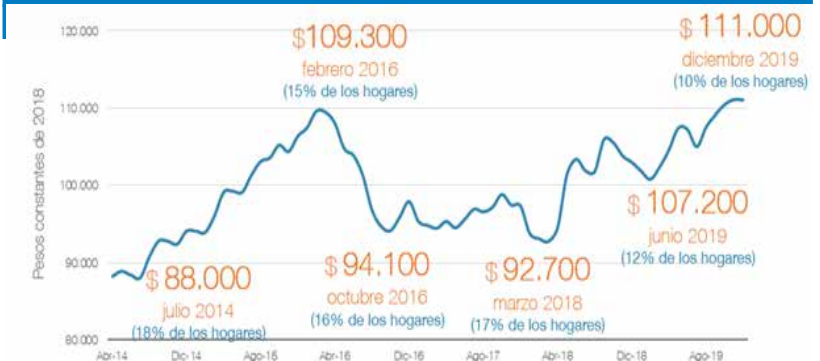 Pesos constantes de 2018
120.000
110.000
100.000
90.000
80.000
$109.300
febrero 2016
(15% de los hogares)
$ 111.000
diciembre 2019
(10% de los hogares)
$ 88.000
julio 2014
(18% de los hogares)
$ 94.100
octubre 2016
(16% de los hogares)
$ 92.700
marzo 2018
(17% de los hogares)
$ 107.200
junio 2019
(12% de los hogares)
Abr-14
Dic-14
Ago-15
Abr-16
Dic-16
Ago-17
Abr-18
Dic-18
Ago-19